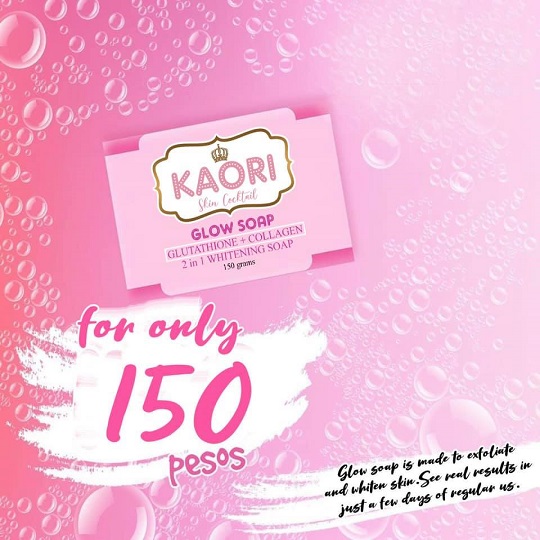 KAORI
Skin Cocktail
GLOW SOAP
GLUTATHIONE + COLLAGEN
2 in 1 WHITENING SOAP
150 grams
for only
150
pesos
Glow soap is made to exfoliate
and whiten skin.See real results in
just a few days of regular us.